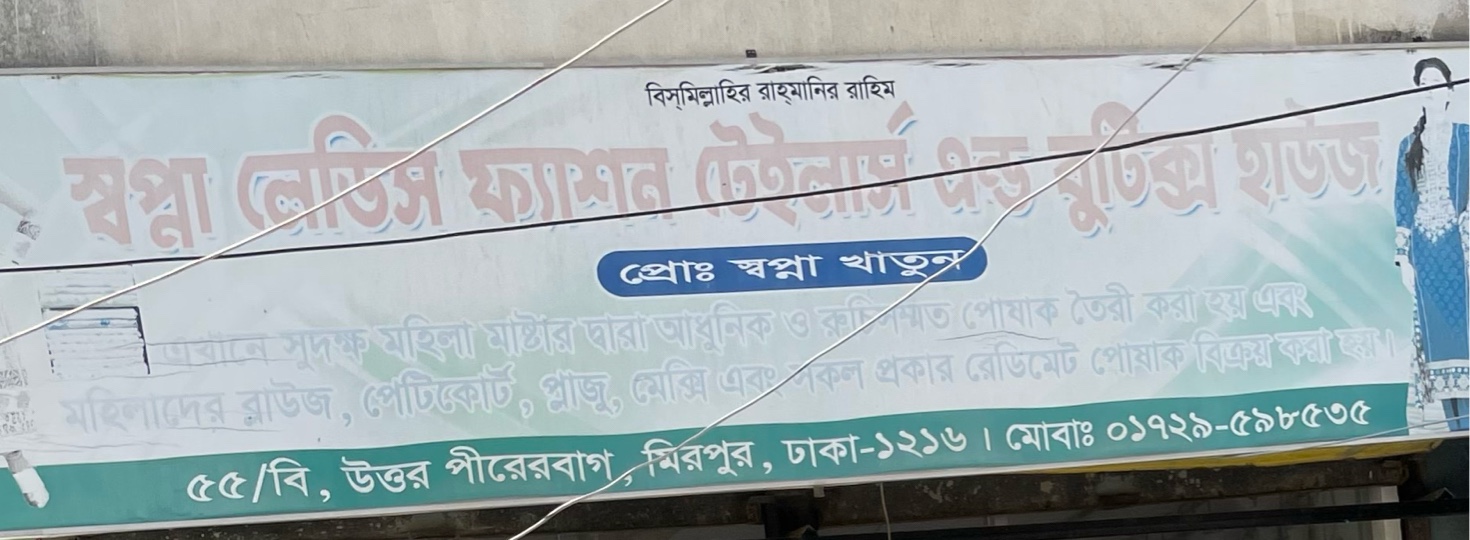 বিস্‌মিল্লাহির রাহ্‌মানির রাহিম
স্বপ্না লেডিস ফ্যাশন টেইলার্স এন্ড বুটিক্স হাউজ
প্রোঃ স্বপ্না খাতুন
এখানে সুদক্ষ মহিলা মাষ্টার দ্বারা আধুনিক ও রুচিসম্মত পোষাক তৈরী করা হয় এবং
মহিলাদের ব্লাউজ, পেটিকোর্ট, প্লাজু, মেক্সি এবং সকল প্রকার রেডিমেট পোষাক বিক্রয় করা হয়।
৫৫/বি, উত্তর পীরেরবাগ, মিরপুর, ঢাকা-১২১৬। মোবাঃ ০১৭২৯-৫৯৮৫৩৫